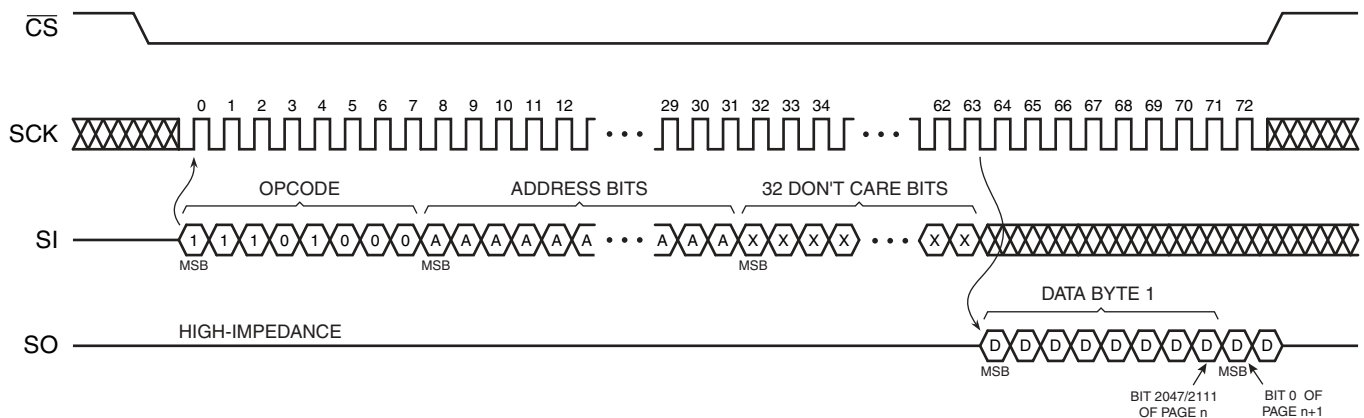 CS
0 1 2 3 4 5 6 7 8 9 10 11 12 29 30 31 32 33 34 62 63 64 65 66 67 68 69 70 71 72
SCK
OPCODE ADDRESS BITS 32 DON'T CARE BITS
SI 1 1 1 0 1 0 0 0 A A A A A A A A A X X X X X X
MSB MSB MSB
DATA BYTE 1
HIGH-IMPEDANCE
SO D D D D D D D D D D
MSB MSB
BIT 2047/2111
OF PAGE n
BIT 0 OF
PAGE n+1